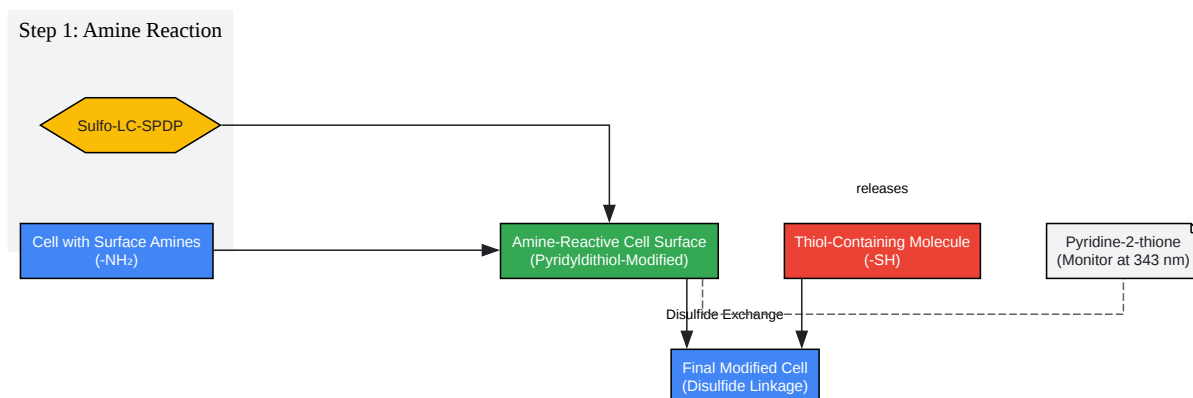 Step 1: Amine Reaction
Sulfo-LC-SPDP
releases
Cell with Surface Amines
(-NH₂)
Amine-Reactive Cell Surface
(Pyridyldithiol-Modified)
Thiol-Containing Molecule
(-SH)
Pyridine-2-thione
(Monitor at 343 nm)
Disulfide Exchange
Final Modified Cell
(Disulfide Linkage)